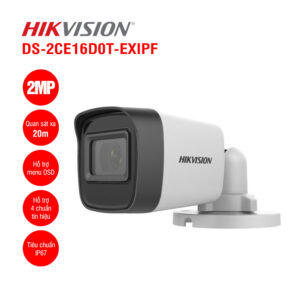 HIKVISION®
DS-2CE16D0T-EXIPF
2MP
Quan sát xa
20m
Hỗ trợ
menu OSD
Hỗ trợ
4 chuẩn
tín hiệu
Tiêu chuẩn
IP67
HIKVISION